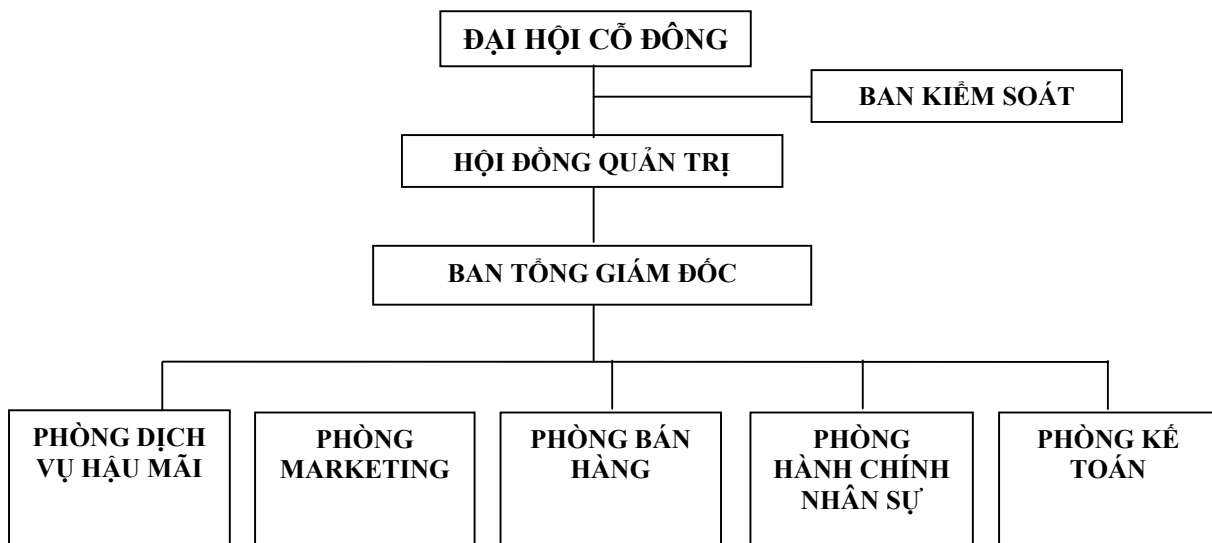 ĐẠI HỘI CỖ ĐÔNG
BAN KIỂM SOÁT
HỘI ĐỒNG QUẢN TRỊ
BAN TỔNG GIÁM ĐỐC
PHÒNG DỊCH
VỤ HẬU MÃI
PHÒNG
MARKETING
PHÒNG BÁN
HÀNG
PHÒNG
HÀNH CHÍNH
NHÂN SỰ
PHÒNG KẾ
TOÁN